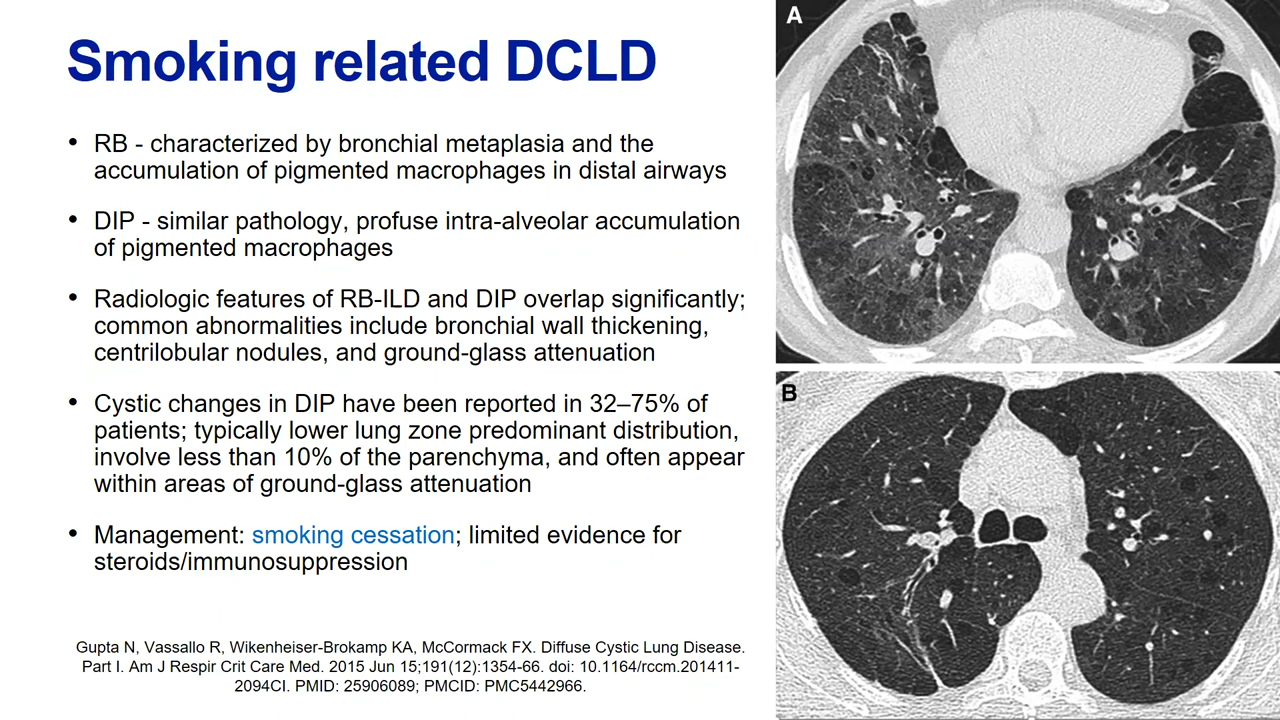 Smoking related DCLD
• RB - characterized by bronchial metaplasia and the
accumulation of pigmented macrophages in distal airways
• DIP - similar pathology, profuse intra-alveolar accumulation
of pigmented macrophages
• Radiologic features of RB-ILD and DIP overlap significantly;
common abnormalities include bronchial wall thickening,
centrilobular nodules, and ground-glass attenuation
• Cystic changes in DIP have been reported in 32–75% of
patients; typically lower lung zone predominant distribution,
involve less than 10% of the parenchyma, and often appear
within areas of ground-glass attenuation
• Management: smoking cessation; limited evidence for
steroids/immunosuppression
Gupta N, Vassallo R, Wikenheiser-Brokamp KA, McCormack FX. Diffuse Cystic Lung Disease.
Part I. Am J Respir Crit Care Med. 2015 Jun 15;191(12):1354-66. doi: 10.1164/rccm.201411-
2094CI. PMID: 25906089; PMCID: PMC5442966.
A
B